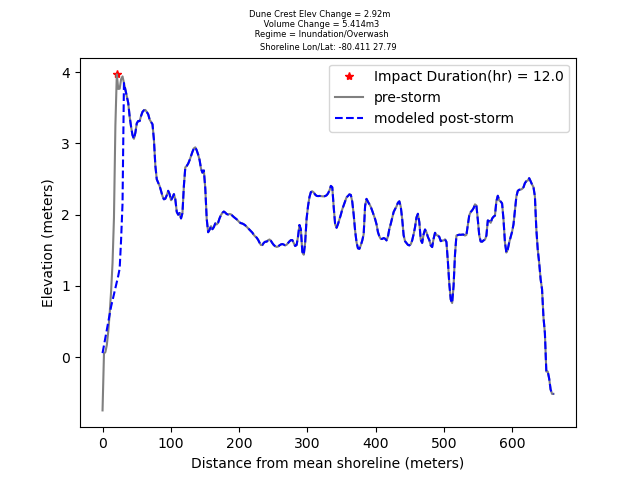 Dune Crest Elev Change = 2.92m
Volume Change = 5.414m
Regime = Inundation/Overwash
Shoreline Lon/Lat: -80.411 27.79
Impact Duration(hr) = 12.0
pre-storm
modeled post-storm
Elevation (meters)
4
3
2
1
0
0 100 200 300 400 500 600
Distance from mean shoreline (meters)